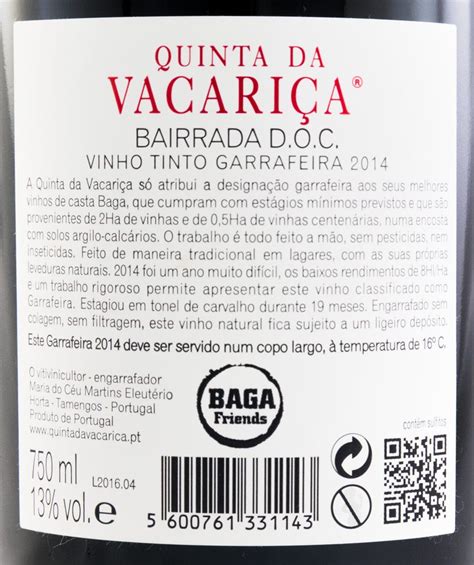 QUINTA DA
VACARIÇA®
BAIRRADA D.O.C.
VINHO TINTO GARRAFEIRA 2014
A Quinta da Vacariça só atribui a designação garrafeira aos seus melhores
vinhos de casta Baga, que cumpram com estágios mínimos previstos e que são
provenientes de 2Ha de vinhas e de 0,5Ha de vinhas centenárias, numa encosta
com solos argilo-calcários. O trabalho é todo feito a mão, sem pesticidas, nem
inseticidas. Feito de maneira tradicional em lagares, com as suas próprias
leveduras naturais. 2014 foi um ano muito difícil, os baixos rendimentos de 8Hl/Ha
e um trabalho rigoroso permite apresentar este vinho classificado como
Garrafeira. Estagiou em tonel de carvalho durante 19 meses. Engarrafado sem
colagem, sem filtragem, este vinho natural fica sujeito a um ligeiro depósito.
Este Garrafeira 2014 deve ser servido num copo largo, à temperatura de 16º C.
O vitivinicultor - engarrafador
Maria do Céu Martins Eleutério
Horta - Tamengos - Portugal
Produto de Portugal
www.quintadavacarica.pt
BAGA
Friends
contém sulfitos
750 ml
13% vol. e
L2016.04
5 600761 331143